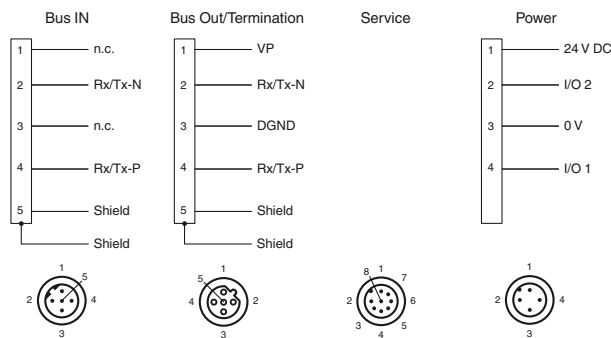 Bus IN
Bus Out/Termination
Service
Power
1 n.c.
2 Rx/Tx-N
3 n.c.
4 Rx/Tx-P
5 Shield
Shield
1 VP
2 Rx/Tx-N
3 DGND
4 Rx/Tx-P
5 Shield
Shield
1 24 V DC
2 I/O 2
3 0 V
4 I/O 1
1
5
2
4
3
1
5
4
2
3
8
1
7
2
6
3
5
4
1
2
4
3